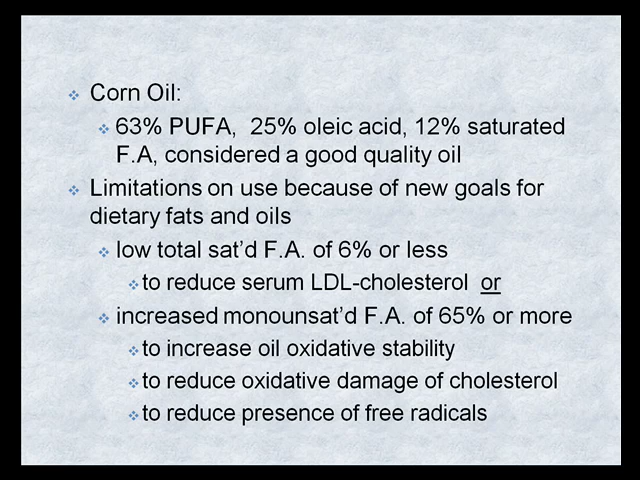 Corn Oil:
63% PUFA, 25% oleic acid, 12% saturated
F.A, considered a good quality oil
Limitations on use because of new goals for
dietary fats and oils
low total sat’d F.A. of 6% or less
to reduce serum LDL-cholesterol or
increased monounsat’d F.A. of 65% or more
to increase oil oxidative stability
to reduce oxidative damage of cholesterol
to reduce presence of free radicals